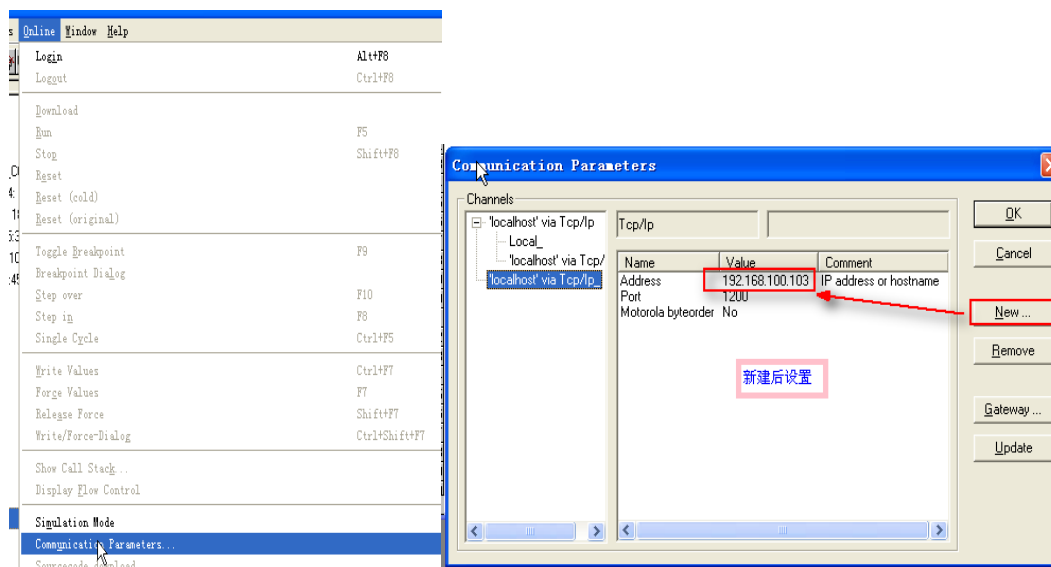 s Online Window Help
Login Alt+F8
Logout Ctrl+F8
Download
Run F5
Stop Shift+F8
Reset
Reset (cold)
Reset (original)
Toggle Breakpoint F9
Breakpoint Dialog
Step over F10
Step in F8
Single Cycle Ctrl+F5
Write Values Ctrl+F7
Force Values F7
Release Force Shift+F7
Write/Force-Dialog Ctrl+Shift+F7
Show Call Stack...
Display Flow Control
Simulation Mode
Communication Parameters...
Sourcecode download
Communication Parameters
Channels
'localhost' via Tcp/Ip
Local_
'localhost' via Tcp/
'localhost' via Tcp/Ip_
Tcp/Ip
Name Value Comment
Address 192.168.100.103 IP address or hostname
Port 1200
Motorola byteorder No
新建后设置
OK
Cancel
New ...
Remove
Gateway ...
Update